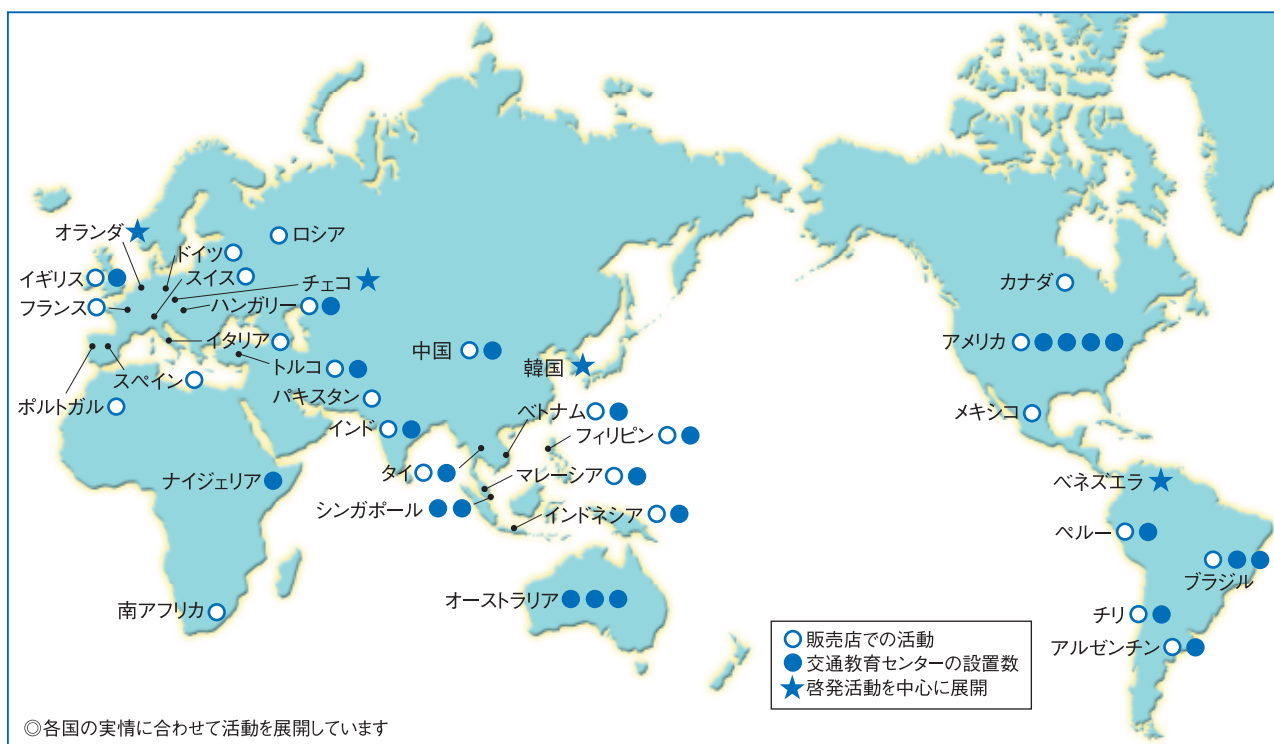 オランダ
ロシア
ドイツ
イギリス
スイス
チェコ
フランス
ハンガリー
イタリア
トルコ
スペイン
ポルトガル
パキスタン
中国
韓国
インド
ベトナム
フィリピン
タイ
マレーシア
シンガポール
インドネシア
ナイジェリア
南アフリカ
オーストラリア
カナダ
アメリカ
メキシコ
ベネズエラ
ペルー
ブラジル
チリ
アルゼンチン
販売店での活動
交通教育センターの設置数
啓発活動を中心に展開
◎各国の実情に合わせて活動を展開しています